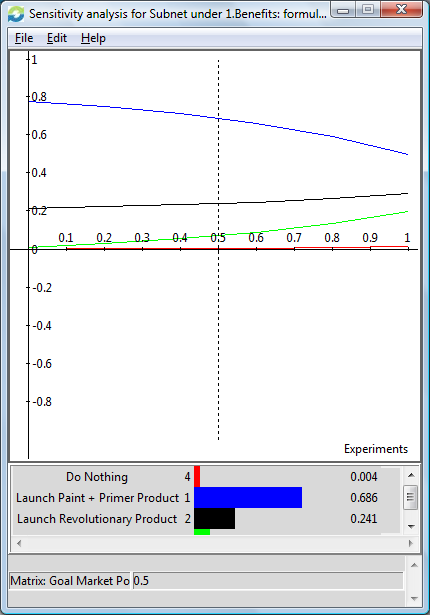 Sensitivity analysis for Subnet under 1.Benefits: formul...
File Edit Help
1
0.8
0.6
0.4
0.2
0
0.1 0.2 0.3 0.4 0.5 0.6 0.7 0.8 0.9 1
-0.2
-0.4
-0.6
-0.8
Experiments
Do Nothing 4 0.004
Launch Paint + Primer Product 1 0.686
Launch Revolutionary Product 2 0.241
Matrix: Goal Market Po 0.5